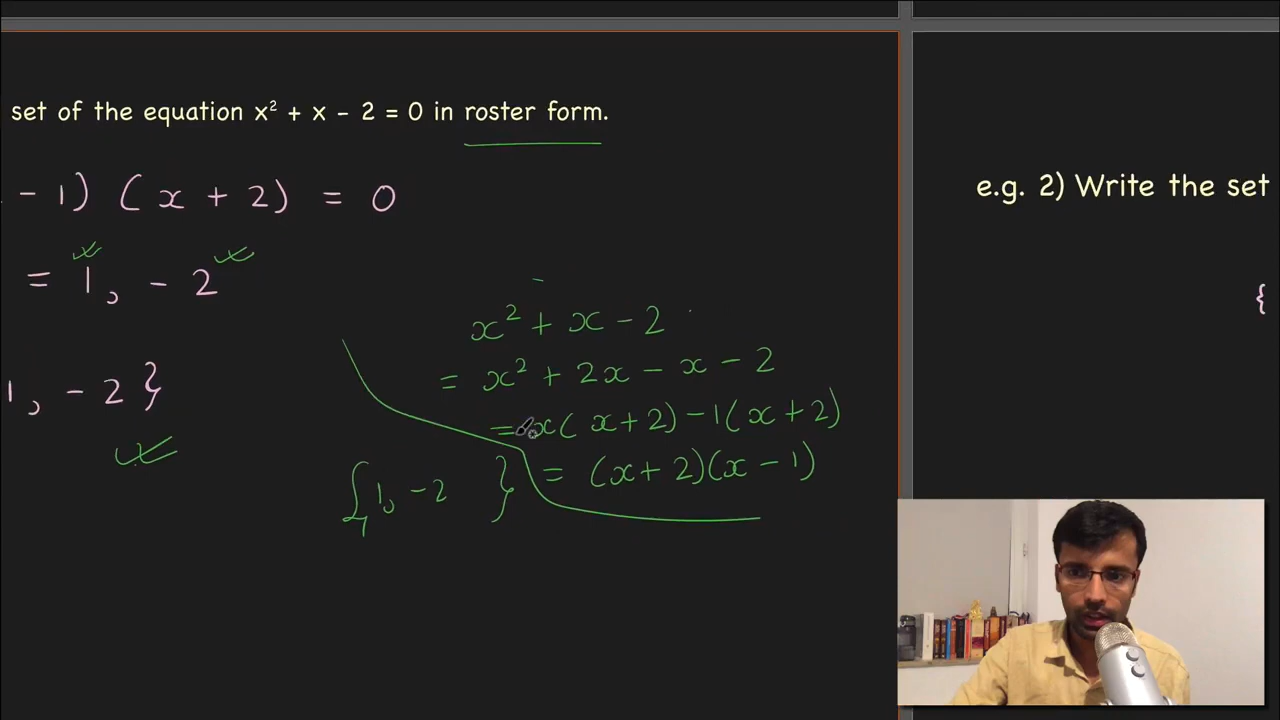 set of the equation x² + x - 2 = 0 in roster form.
- 1) (x + 2) = 0
= 1, - 2
1, - 2 }
x² + x - 2
= x² + 2x - x - 2
= x( x + 2) - 1(x + 2)
= (x + 2)(x - 1)
{ 1, -2 }
e.g. 2) Write the set
{